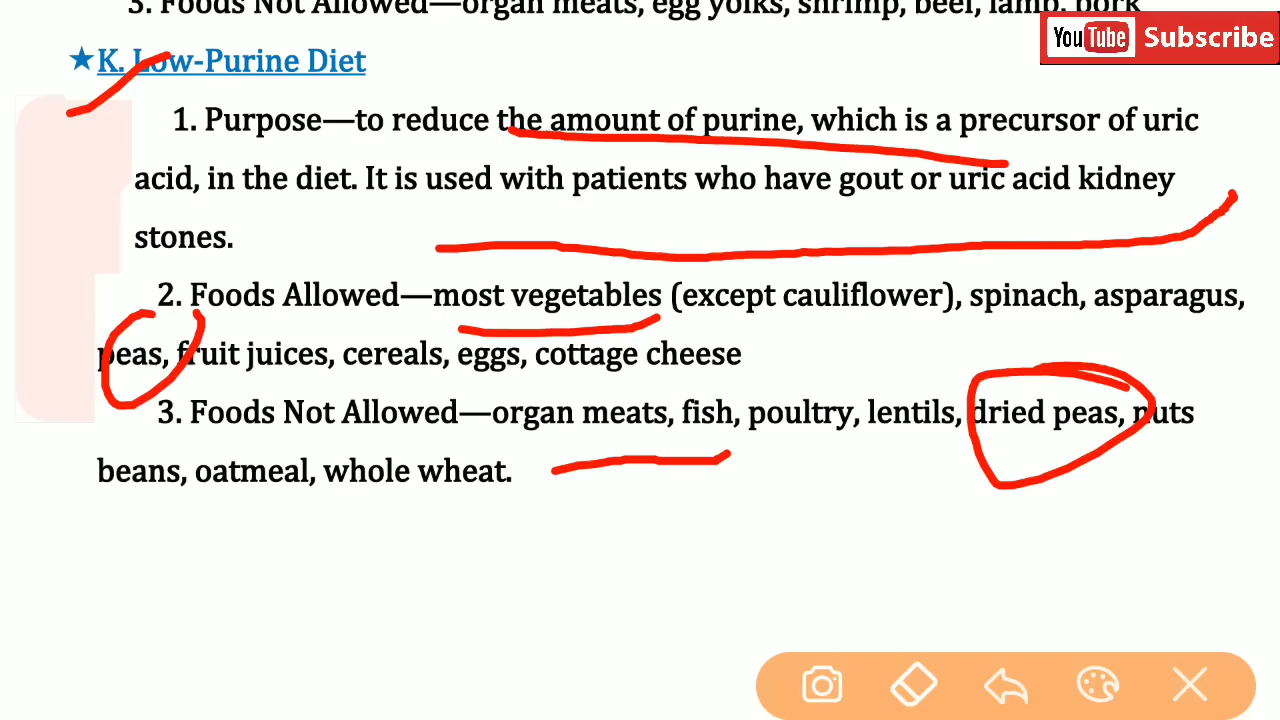 3. Foods Not Allowed—organ meats, egg yolks, shrimp, beef, lamb, pork
You Tube Subscribe
★K. Low-Purine Diet
1. Purpose—to reduce the amount of purine, which is a precursor of uric
acid, in the diet. It is used with patients who have gout or uric acid kidney
stones.
2. Foods Allowed—most vegetables (except cauliflower), spinach, asparagus,
peas, fruit juices, cereals, eggs, cottage cheese
3. Foods Not Allowed—organ meats, fish, poultry, lentils, dried peas, nuts
beans, oatmeal, whole wheat.